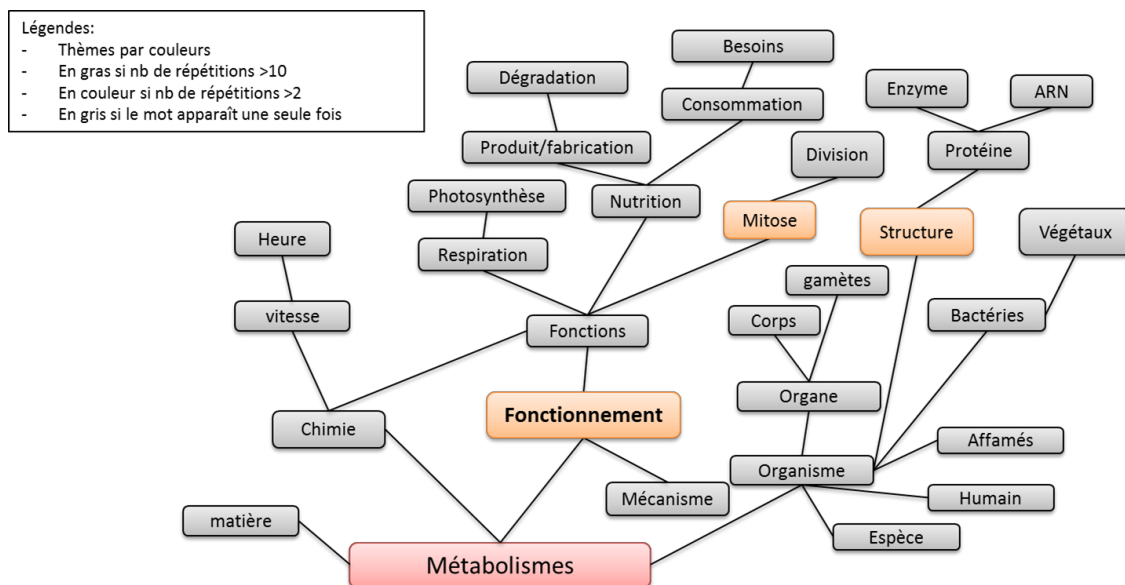 Légendes:
- Thèmes par couleurs
- En gras si nb de répétitions >10
- En couleur si nb de répétitions >2
- En gris si le mot apparaît une seule fois
Besoins
Dégradation
Consommation
Enzyme
ARN
Produit/fabrication
Division
Protéine
Photosynthèse
Nutrition
Mitose
Structure
Végétaux
Heure
Respiration
gamètes
vitesse
Fonctions
Corps
Bactéries
Organe
Chimie
Fonctionnement
Affamés
Organisme
Mécanisme
Humain
matière
Espèce
Métabolismes